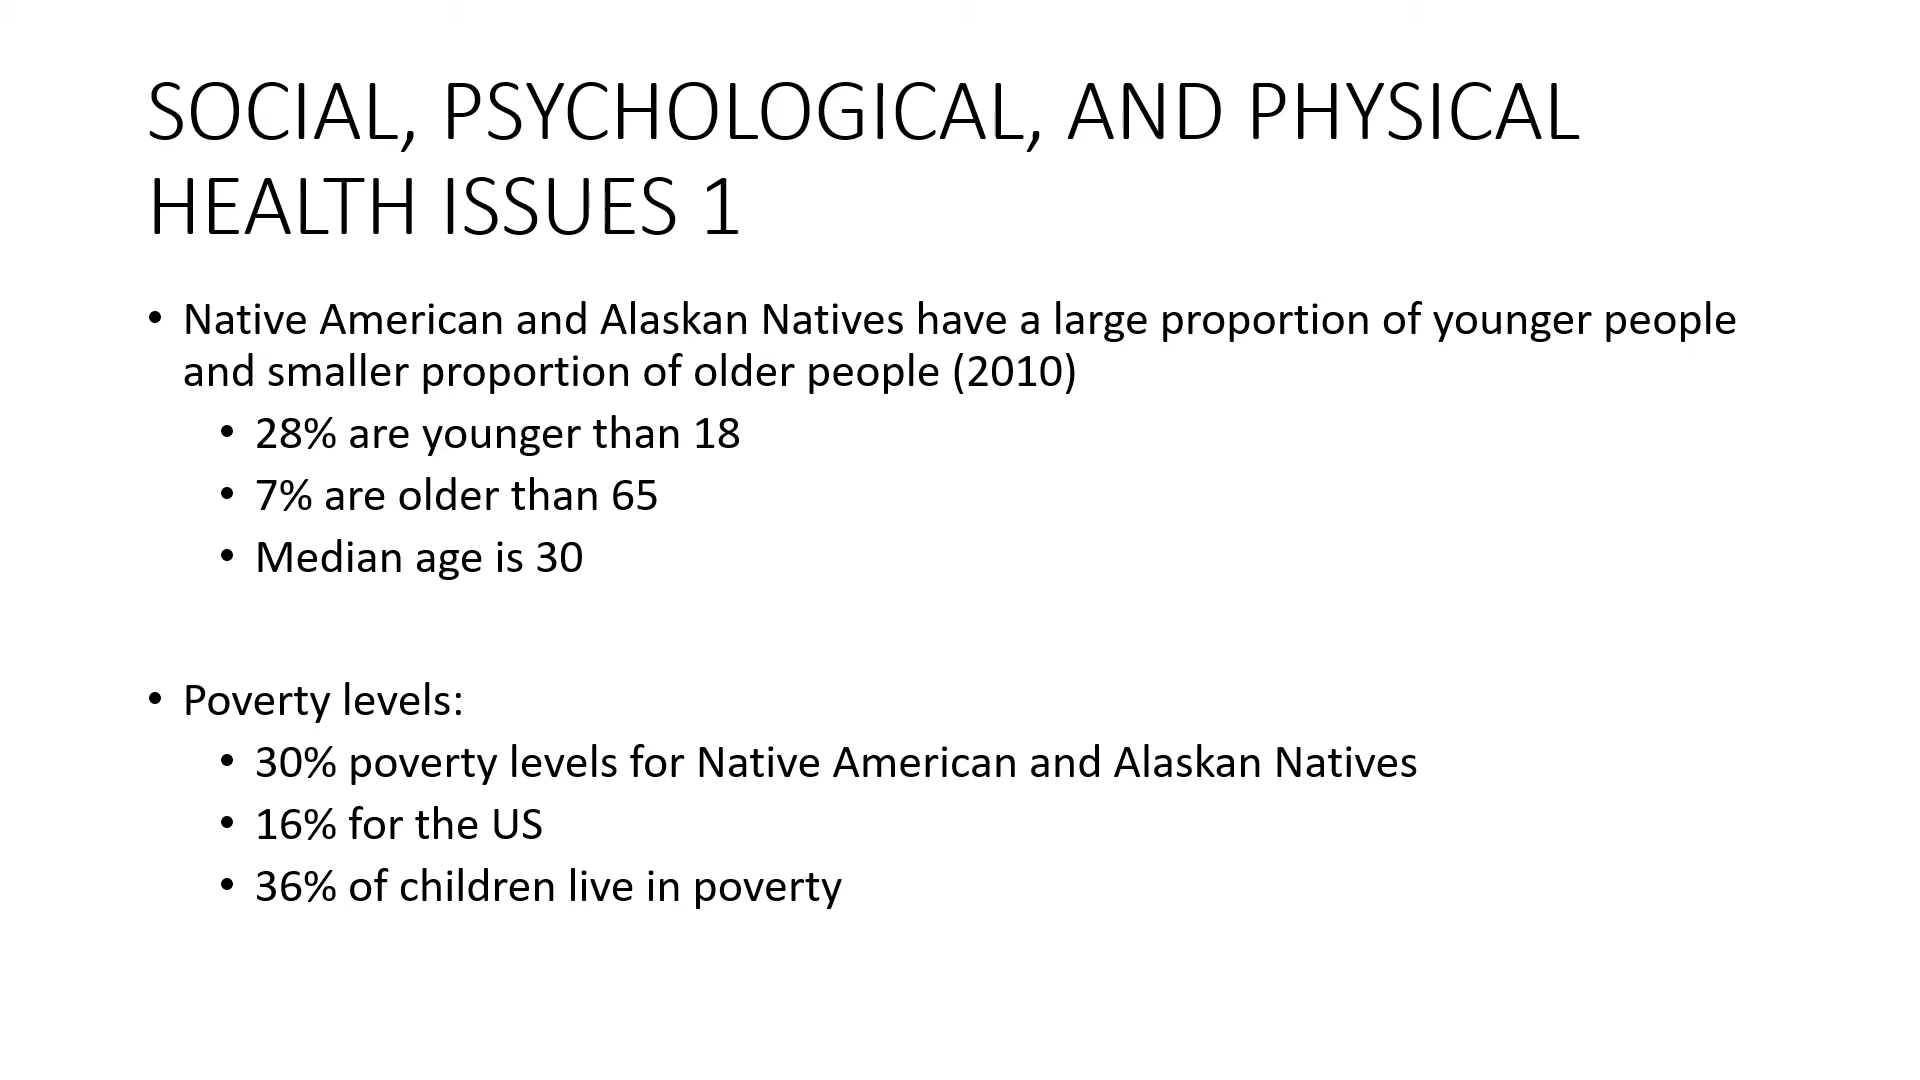 SOCIAL, PSYCHOLOGICAL, AND PHYSICAL
HEALTH ISSUES 1
• Native American and Alaskan Natives have a large proportion of younger people
and smaller proportion of older people (2010)
• 28% are younger than 18
• 7% are older than 65
• Median age is 30
• Poverty levels:
• 30% poverty levels for Native American and Alaskan Natives
• 16% for the US
• 36% of children live in poverty